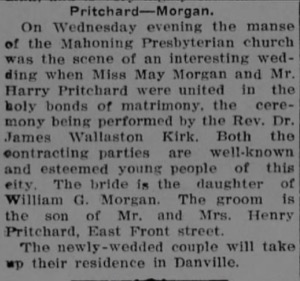 Pritchard—Morgan.
On Wednesday evening the manse
of the Mahoning Presbyterian church
was the scene of an interesting wed-
ding when Miss May Morgan and Mr.
Harry Pritchard were united in the
holy bonds of matrimony, the cere-
mony being performed by the Rev. Dr.
James Wallaston Kirk. Both the
contracting parties are well-known
and esteemed young people of this
city. The bride is the daughter of
William G. Morgan. The groom is
the son of Mr. and Mrs. Henry
Pritchard, East Front street.
The newly-wedded couple will take
up their residence in Danville.